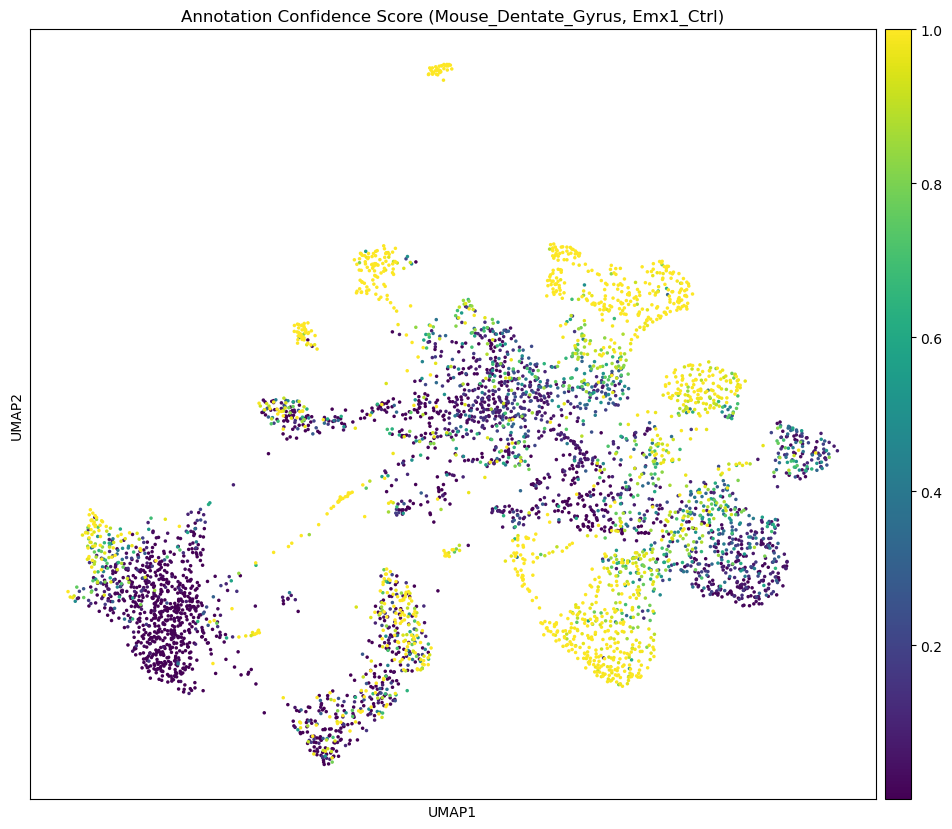 Annotation Confidence Score (Mouse_Dentate_Gyrus, Emx1_Ctrl)
1.0
0.8
0.6
0.4
0.2
UMAP2
UMAP1